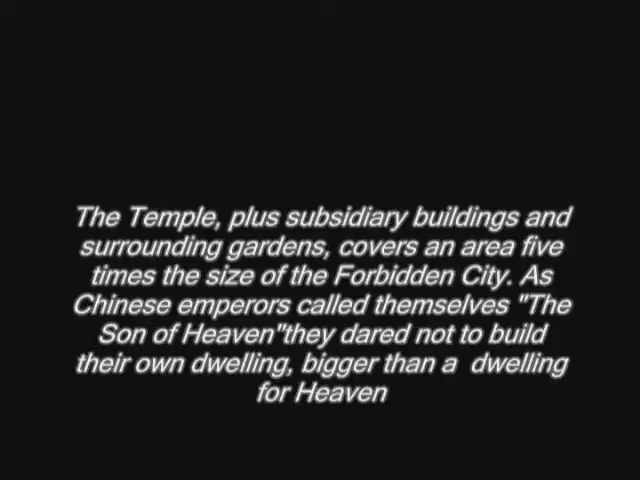 The Temple, plus subsidiary buildings and
surrounding gardens, covers an area five
times the size of the Forbidden City. As
Chinese emperors called themselves "The
Son of Heaven"they dared not to build
their own dwelling, bigger than a  dwelling
for Heaven